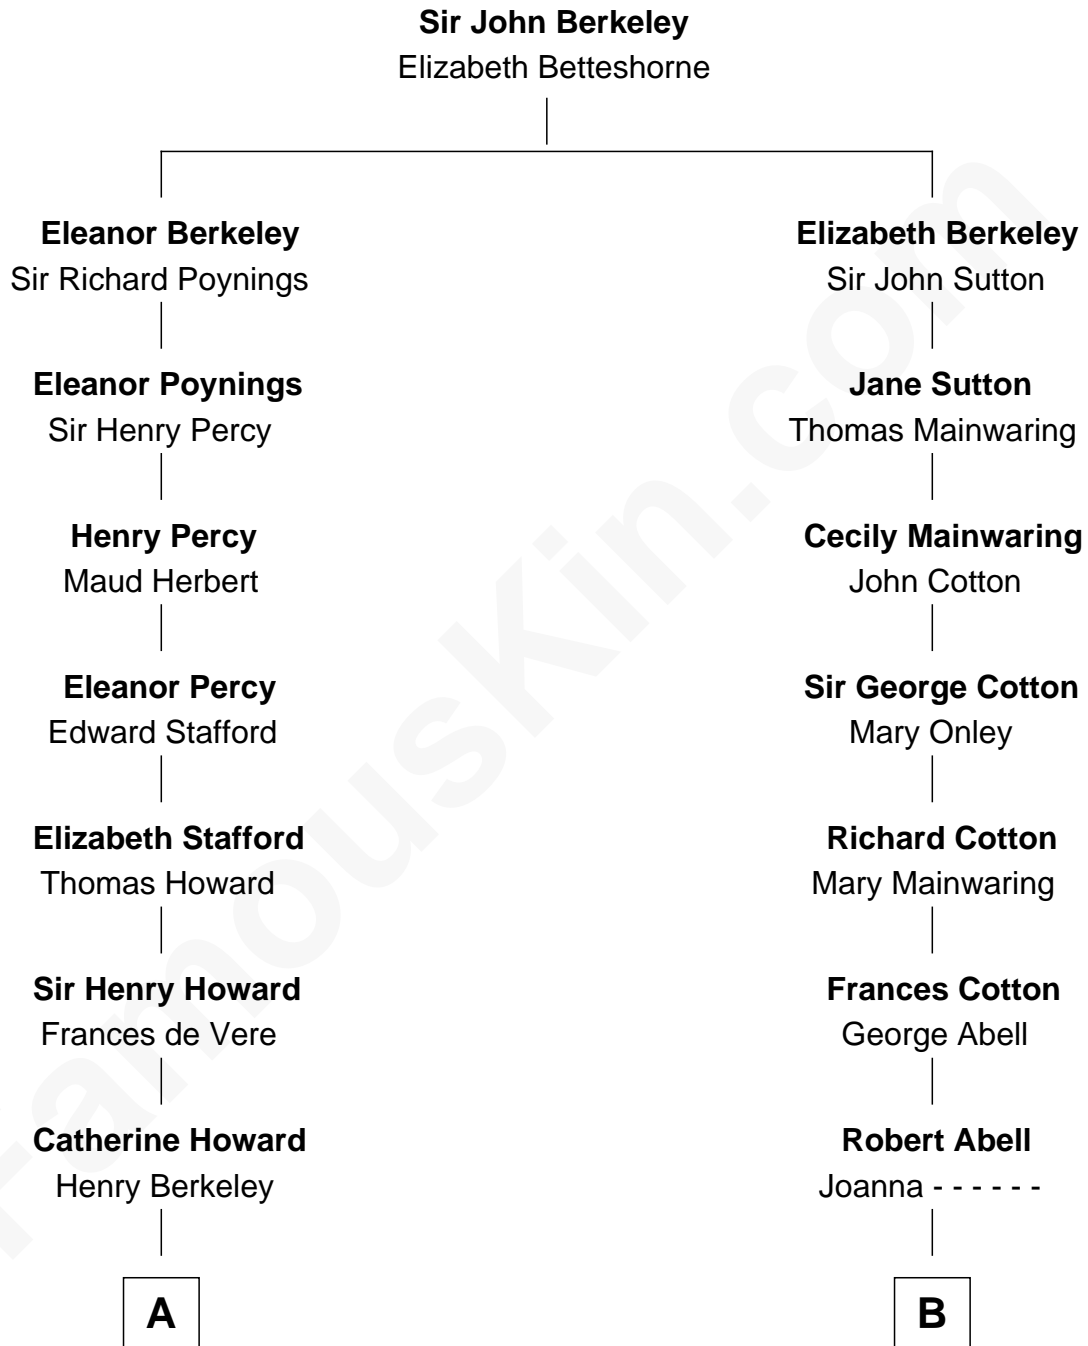 Sir John Berkeley
Elizabeth Betteshorne
Eleanor Berkeley
Sir Richard Poynings
Elizabeth Berkeley
Sir John Sutton
Eleanor Poynings
Sir Henry Percy
Jane Sutton
Thomas Mainwaring
Henry Percy
Maud Herbert
Cecily Mainwaring
John Cotton
Eleanor Percy
Edward Stafford
Sir George Cotton
Mary Onley
Elizabeth Stafford
Thomas Howard
Richard Cotton
Mary Mainwaring
Sir Henry Howard
Frances de Vere
Frances Cotton
George Abell
Catherine Howard
Henry Berkeley
Robert Abell
Joanna - - - - - -
A
B
FamousKin.com